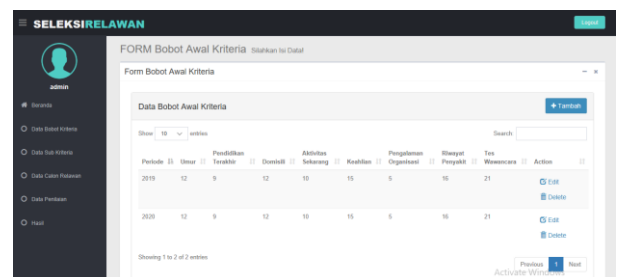 SELEKSIRELAWAN
Logout
FORM Bobot Awal Kriteria Silahkan Isi Data!
Form Bobot Awal Kriteria
admin
Beranda
Data Bobot Kriteria
Data Sub Kriteria
Data Calon Relawan
Data Penilaian
Hasil
Data Bobot Awal Kriteria
+ Tambah
Show 10 entries
Search:
Periode Umur Pendidikan Terakhir Domisili Aktivitas Sekarang Keahlian Pengalaman Organisasi Riwayat Penyakit Tes Wawancara Action
2019 12 9 12 10 15 5 16 21 Edit
Delete
2020 12 9 12 10 15 5 16 21 Edit
Delete
Showing 1 to 2 of 2 entries
Previous 1 Next
Activate Windows